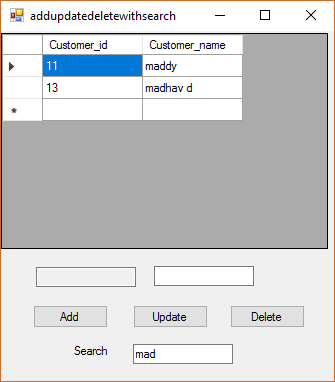 addupdatedeletewithsearch
Customer_id Customer_name
11 maddy
13 madhav d
*
Add Update Delete
Search mad